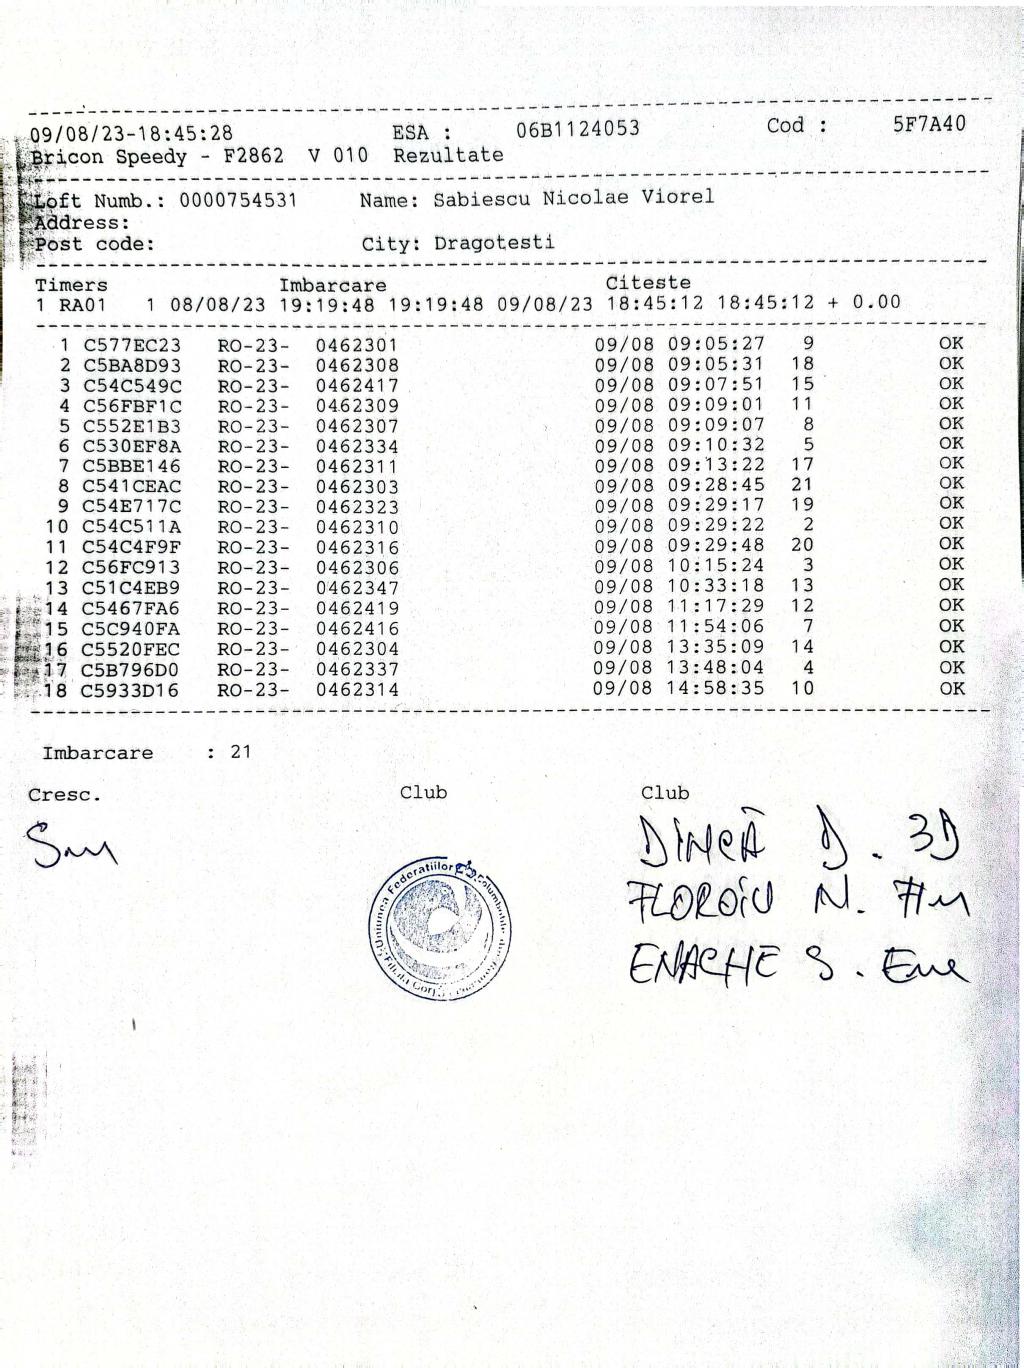 09/08/23-18:45:28 ESA : 06B1124053 Cod : 5F7A40
Bricon Speedy - F2862 V 010 Rezultate
Loft Numb.: 0000754531 Name: Sabiescu Nicolae Viorel
Address:
Post code: City: Dragotesti
Timers Imbarcare Citeste
1 RA01 1 08/08/23 19:19:48 19:19:48 09/08/23 18:45:12 18:45:12 + 0.00
1 C577EC23 RO-23- 0462301 09/08 09:05:27 9 OK
2 C5BA8D93 RO-23- 0462308 09/08 09:05:31 18 OK
3 C54C549C RO-23- 0462417 09/08 09:07:51 15 OK
4 C56FBF1C RO-23- 0462309 09/08 09:09:01 11 OK
5 C552E1B3 RO-23- 0462307 09/08 09:09:07 8 OK
6 C530EF8A RO-23- 0462334 09/08 09:10:32 5 OK
7 C5BBE146 RO-23- 0462311 09/08 09:13:22 17 OK
8 C541CEAC RO-23- 0462303 09/08 09:28:45 21 OK
9 C54E717C RO-23- 0462323 09/08 09:29:17 19 OK
10 C54C511A RO-23- 0462310 09/08 09:29:22 2 OK
11 C54C4F9F RO-23- 0462316 09/08 09:29:48 20 OK
12 C56FC913 RO-23- 0462306 09/08 10:15:24 3 OK
13 C51C4EB9 RO-23- 0462347 09/08 10:33:18 13 OK
14 C5467FA6 RO-23- 0462419 09/08 11:17:29 12 OK
15 C5C940FA RO-23- 0462416 09/08 11:54:06 7 OK
16 C5520FEC RO-23- 0462304 09/08 13:35:09 14 OK
17 C5B796D0 RO-23- 0462337 09/08 13:48:04 4 OK
18 C5933D16 RO-23- 0462314 09/08 14:58:35 10 OK
Imbarcare : 21
Cresc. Club Club
DINCĂ D.
FLOROIU N.
ENACHE S. Ene
Uniunea Federatiilor
Filiala Gorj